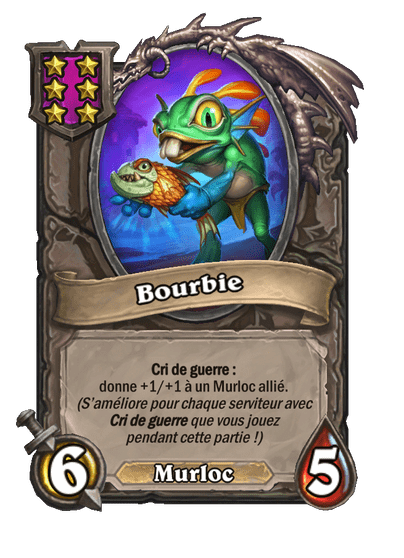 Bourbie
Cri de guerre :
donne +1/+1 à un Murloc allié.
(S'améliore pour chaque serviteur avec
Cri de guerre que vous jouez
pendant cette partie !)
6
Murloc
5